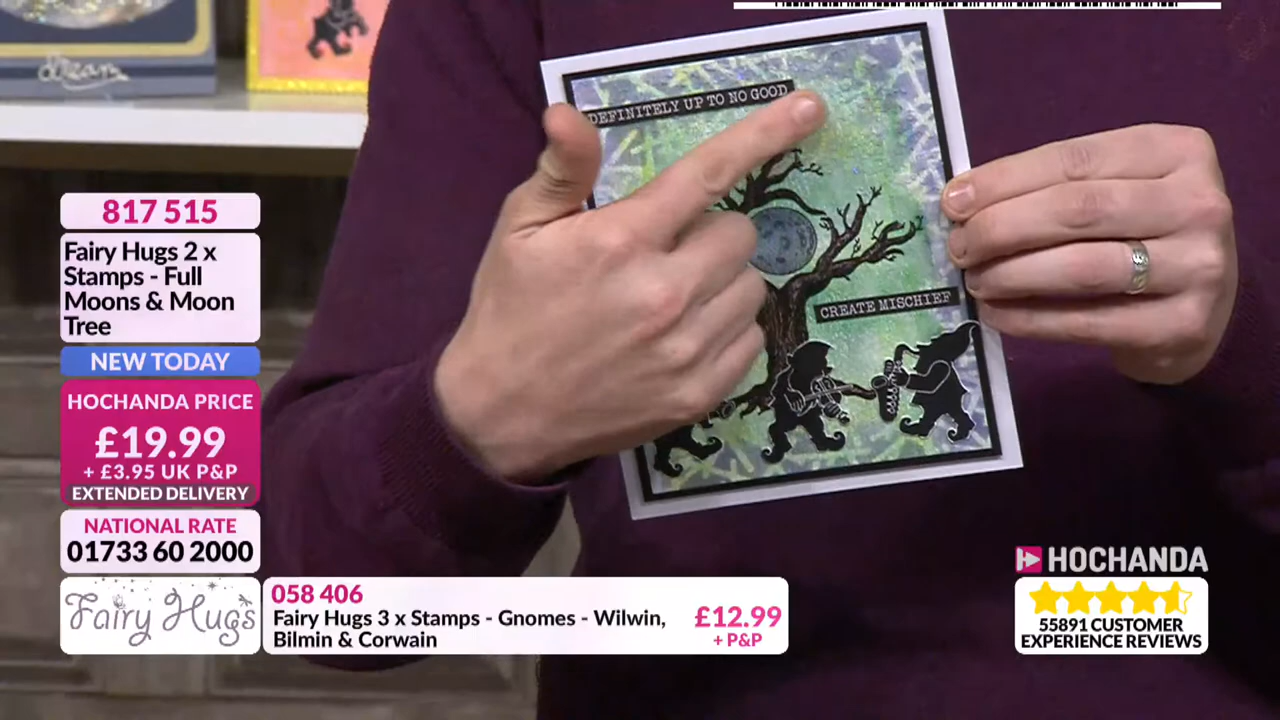 dream
DEFINITELY UP TO NO GOOD
CREATE MISCHIEF
817 515
Fairy Hugs 2 x
Stamps - Full
Moons & Moon
Tree
NEW TODAY
HOCHANDA PRICE
£19.99
+ £3.95 UK P&P
EXTENDED DELIVERY
NATIONAL RATE
01733 60 2000
Fairy Hugs
058 406
Fairy Hugs 3 x Stamps - Gnomes - Wilwin,
Bilmin & Corwain
£12.99
+ P&P
HOCHANDA
55891 CUSTOMER
EXPERIENCE REVIEWS